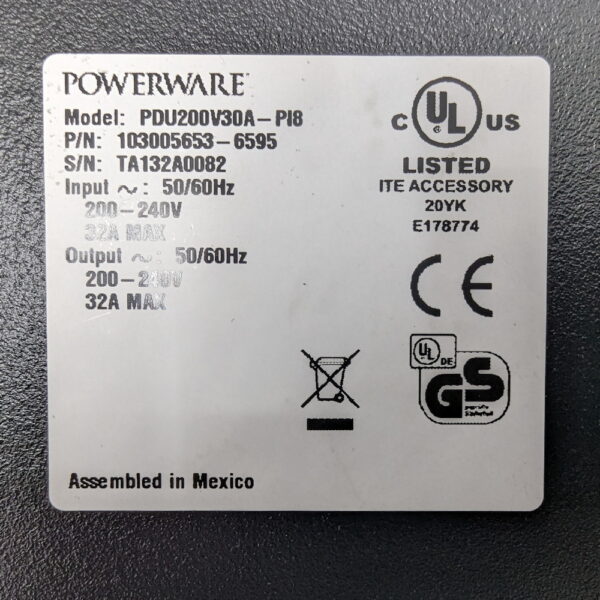 POWERWARE
Model: PDU200V30A-PI8
P/N: 103005653-6595
S/N: TA132A0082
Input ~: 50/60Hz
200-240V
32A MAX
Output ~: 50/60Hz
200-240V
32A MAX
C UL US
LISTED
ITE ACCESSORY
20YK
E178774
CE
UL DE
GS
Assembled in Mexico